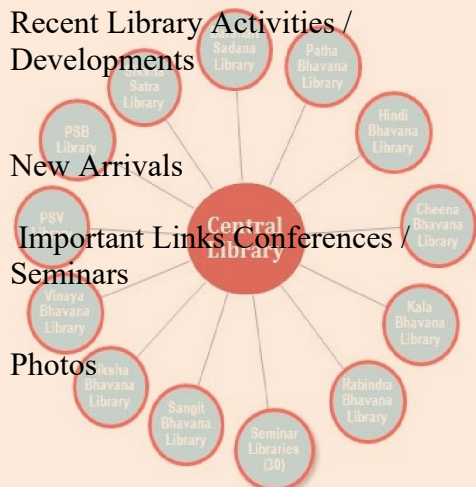 Recent Library Activities /
Developments
New Arrivals
Important Links Conferences /
Seminars
Photos
Central
Library
Sadana
Library
Patha
Bhavana
Library
Hindi
Bhavana
Library
Cheena
Bhavana
Library
Kala
Bhavana
Library
Rabindra
Bhavana
Library
Seminar
Libraries
(30)
Sangit
Bhavana
Library
Bhavana
Library
Vinaya
Bhavana
Library
PSV
PSB
Library
Satra
Library